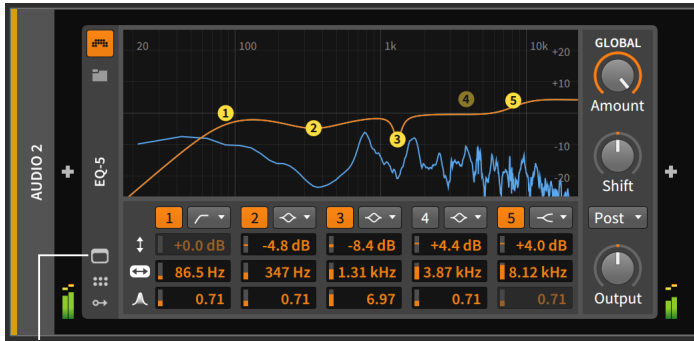 AUDIO 2
EQ-5
20 100 1k 10k +20
+10
-10
-20
1 2 3 4 5
1 2 3 4 5
+0.0 dB -4.8 dB -8.4 dB +4.4 dB +4.0 dB
86.5 Hz 347 Hz 1.31 kHz 3.87 kHz 8.12 kHz
0.71 0.71 6.97 0.71 0.71
GLOBAL
Amount
Shift
Post
Output